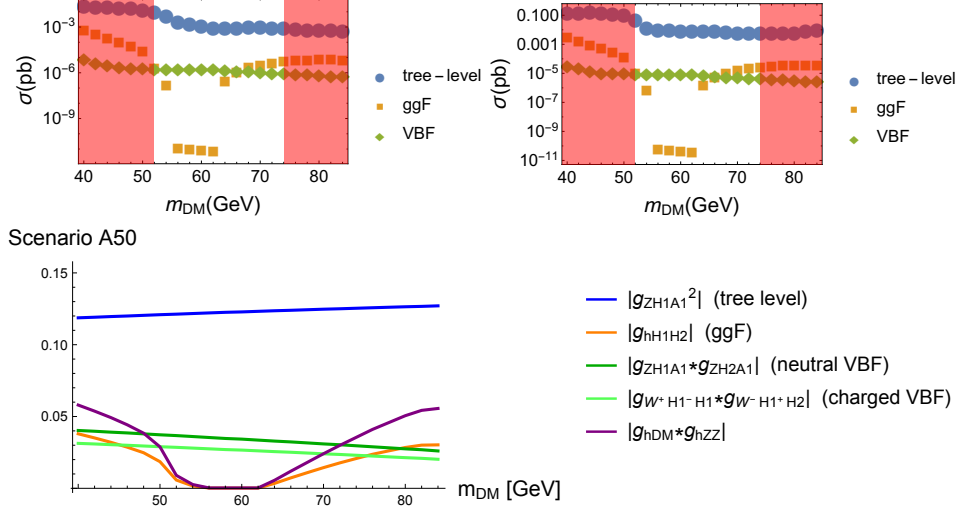 10⁻³
10⁻⁶
10⁻⁹
σ(pb)
40 50 60 70 80
m_DM(GeV)
tree-level
ggF
VBF
0.100
0.001
10⁻⁵
10⁻⁷
10⁻⁹
10⁻¹¹
σ(pb)
40 50 60 70 80
m_DM(GeV)
tree-level
ggF
VBF
Scenario A50
0.15
0.10
0.05
50 60 70 80
m_DM [GeV]
|g_ZH1A1²| (tree level)
|g_hH1H2| (ggF)
|g_ZH1A1*g_ZH2A1| (neutral VBF)
|g_W⁺H1⁻H1*g_W⁻H1⁺H2| (charged VBF)
|g_hDM*g_hZZ|